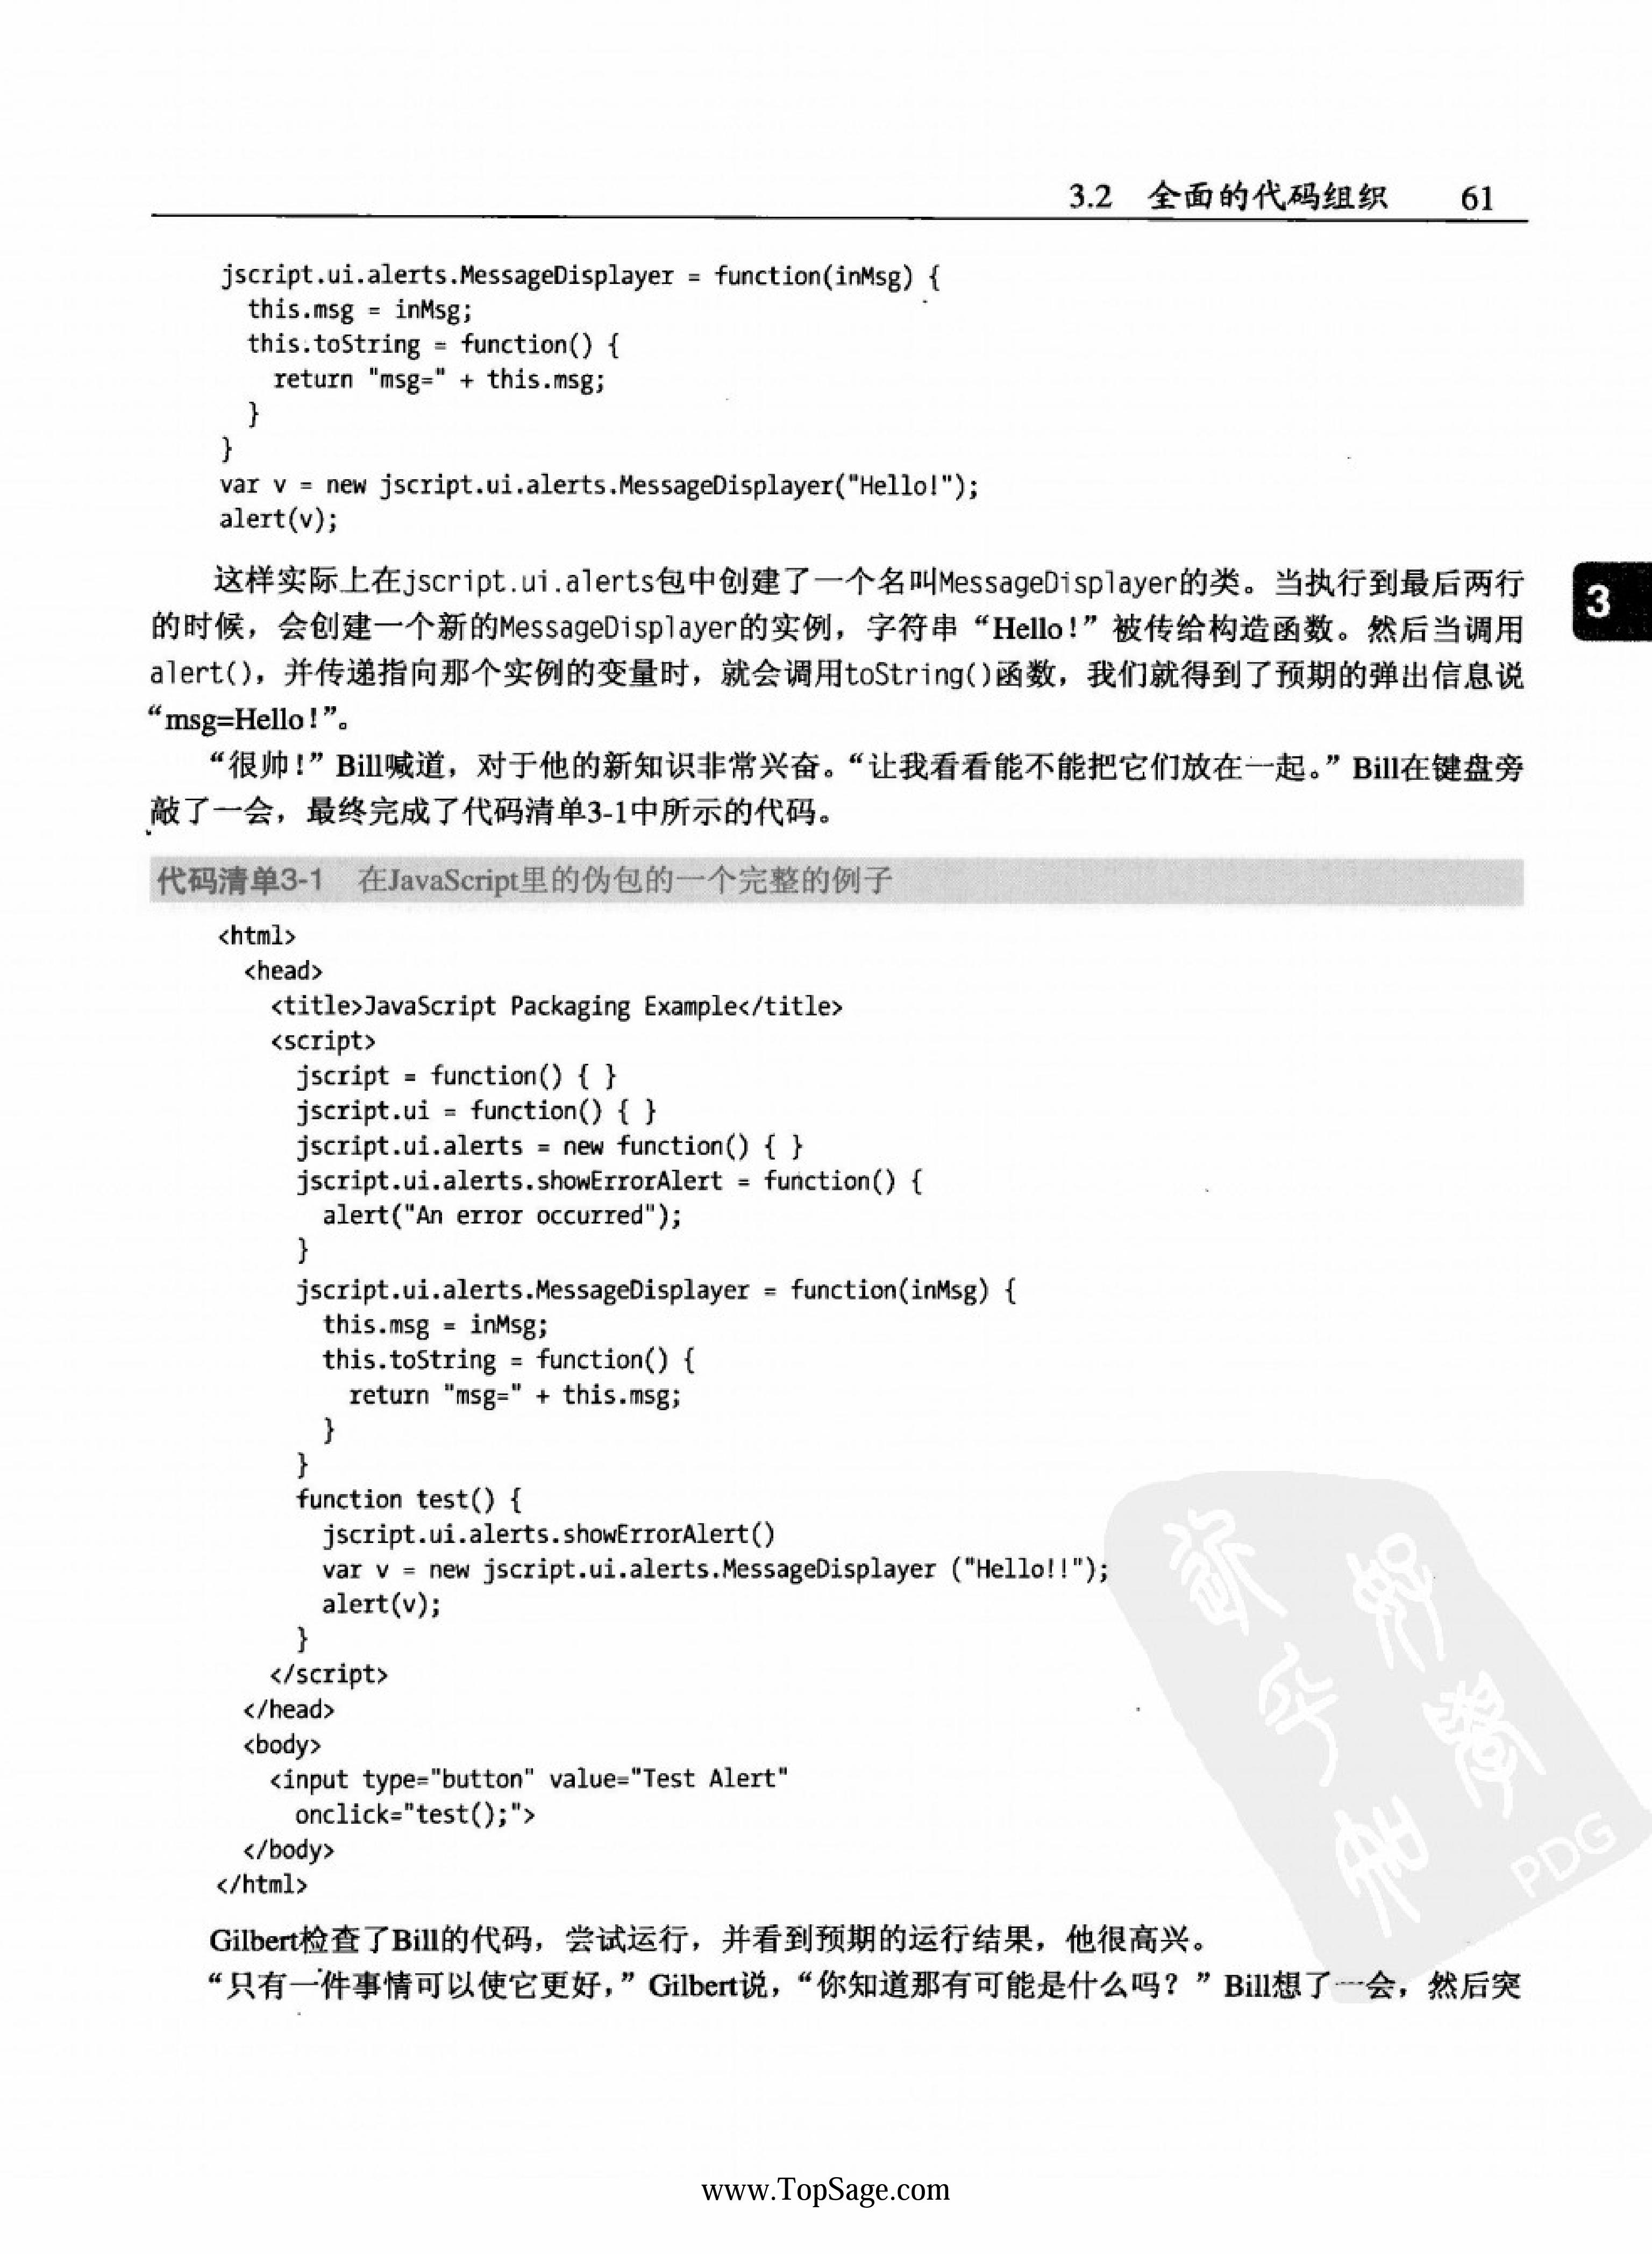 3.2 全面的代码组织 61
jscript.ui.alerts.MessageDisplayer = function(inMsg) {
this.msg = inMsg;
this.toString = function() {
return "msg=" + this.msg;
}
}
var v = new jscript.ui.alerts.MessageDisplayer("Hello!");
alert(v);
这样实际上在jscript.ui.alerts包中创建了一个名叫MessageDisplayer的类。当执行到最后两行
3
的时候，会创建一个新的MessageDisplayer的实例，字符串“Hello!”被传给构造函数。然后当调用
alert()，并传递指向那个实例的变量时，就会调用toString()函数，我们就得到了预期的弹出信息说
“msg=Hello!”。
“很帅!”Bill喊道，对于他的新知识非常兴奋。“让我看看能不能把它们放在一起。”Bill在键盘旁
敲了一会，最终完成了代码清单3-1中所示的代码。
代码清单3-1 在JavaScript里的伪包的一个完整的例子
<html>
<head>
<title>JavaScript Packaging Example</title>
<script>
jscript = function() { }
jscript.ui = function() { }
jscript.ui.alerts = new function() { }
jscript.ui.alerts.showErrorAlert = function() {
alert("An error occurred");
}
jscript.ui.alerts.MessageDisplayer = function(inMsg) {
this.msg = inMsg;
this.toString = function() {
return "msg=" + this.msg;
}
}
function test() {
jscript.ui.alerts.showErrorAlert()
var v = new jscript.ui.alerts.MessageDisplayer ("Hello!!");
alert(v);
}
</script>
</head>
<body>
<input type="button" value="Test Alert"
onclick="test();">
</body>
</html>
PDG
Gilbert检查了Bill的代码，尝试运行，并看到预期的运行结果，他很高兴。
“只有一件事情可以使它更好，”Gilbert说，“你知道那有可能是什么吗？”Bill想了一会，然后突
www.TopSage.com